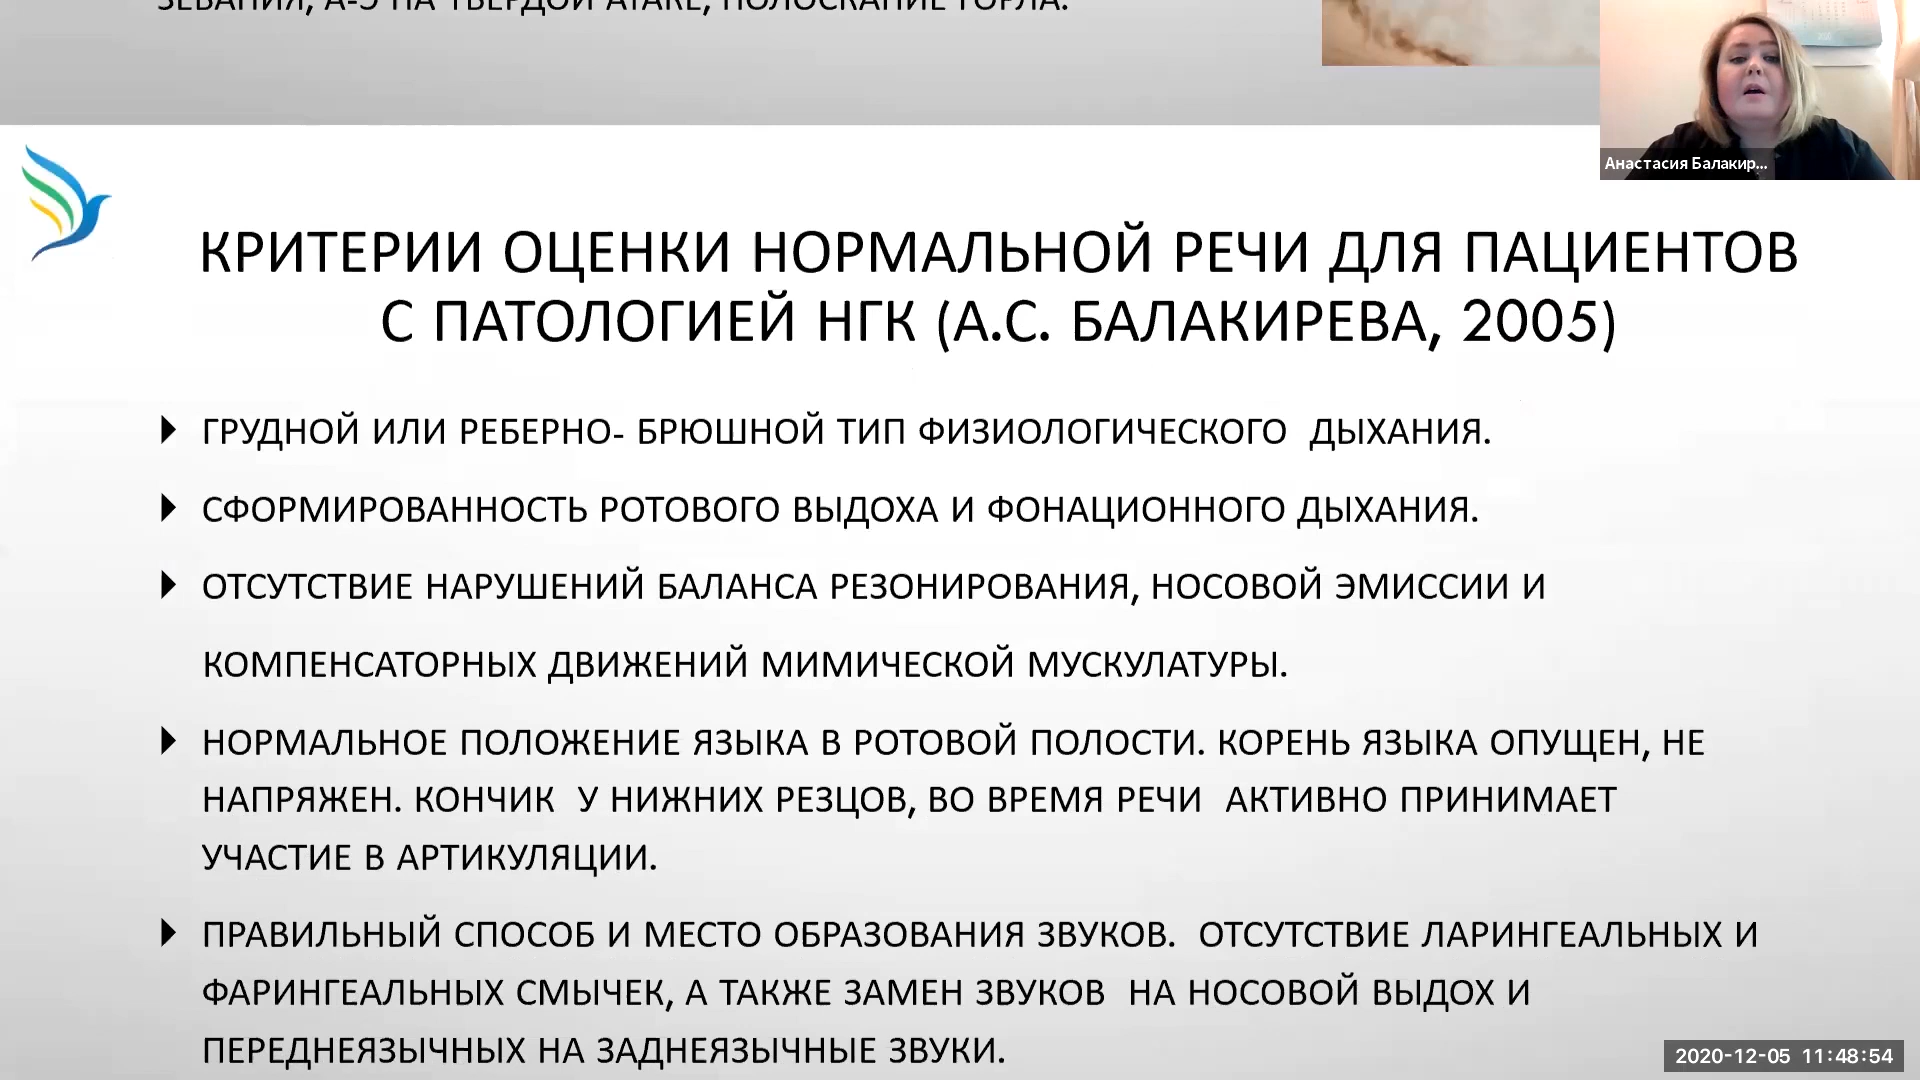 ЗЕВАНИЯ, А-Э НА ТВЕРДОЙ АТАКЕ, ПОЛОСКАНИЕ ГОРЛА.
Анастасия Балакир...
КРИТЕРИИ ОЦЕНКИ НОРМАЛЬНОЙ РЕЧИ ДЛЯ ПАЦИЕНТОВ
С ПАТОЛОГИЕЙ НГК (А.С. БАЛАКИРЕВА, 2005)
ГРУДНОЙ ИЛИ РЕБЕРНО- БРЮШНОЙ ТИП ФИЗИОЛОГИЧЕСКОГО ДЫХАНИЯ.
СФОРМИРОВАННОСТЬ РОТОВОГО ВЫДОХА И ФОНАЦИОННОГО ДЫХАНИЯ.
ОТСУТСТВИЕ НАРУШЕНИЙ БАЛАНСА РЕЗОНИРОВАНИЯ, НОСОВОЙ ЭМИССИИ И
КОМПЕНСАТОРНЫХ ДВИЖЕНИЙ МИМИЧЕСКОЙ МУСКУЛАТУРЫ.
НОРМАЛЬНОЕ ПОЛОЖЕНИЕ ЯЗЫКА В РОТОВОЙ ПОЛОСТИ. КОРЕНЬ ЯЗЫКА ОПУЩЕН, НЕ
НАПРЯЖЕН. КОНЧИК У НИЖНИХ РЕЗЦОВ, ВО ВРЕМЯ РЕЧИ АКТИВНО ПРИНИМАЕТ
УЧАСТИЕ В АРТИКУЛЯЦИИ.
ПРАВИЛЬНЫЙ СПОСОБ И МЕСТО ОБРАЗОВАНИЯ ЗВУКОВ. ОТСУТСТВИЕ ЛАРИНГЕАЛЬНЫХ И
ФАРИНГЕАЛЬНЫХ СМЫЧЕК, А ТАКЖЕ ЗАМЕН ЗВУКОВ НА НОСОВОЙ ВЫДОХ И
ПЕРЕДНЕЯЗЫЧНЫХ НА ЗАДНЕЯЗЫЧНЫЕ ЗВУКИ.
2020-12-05 11:48:54